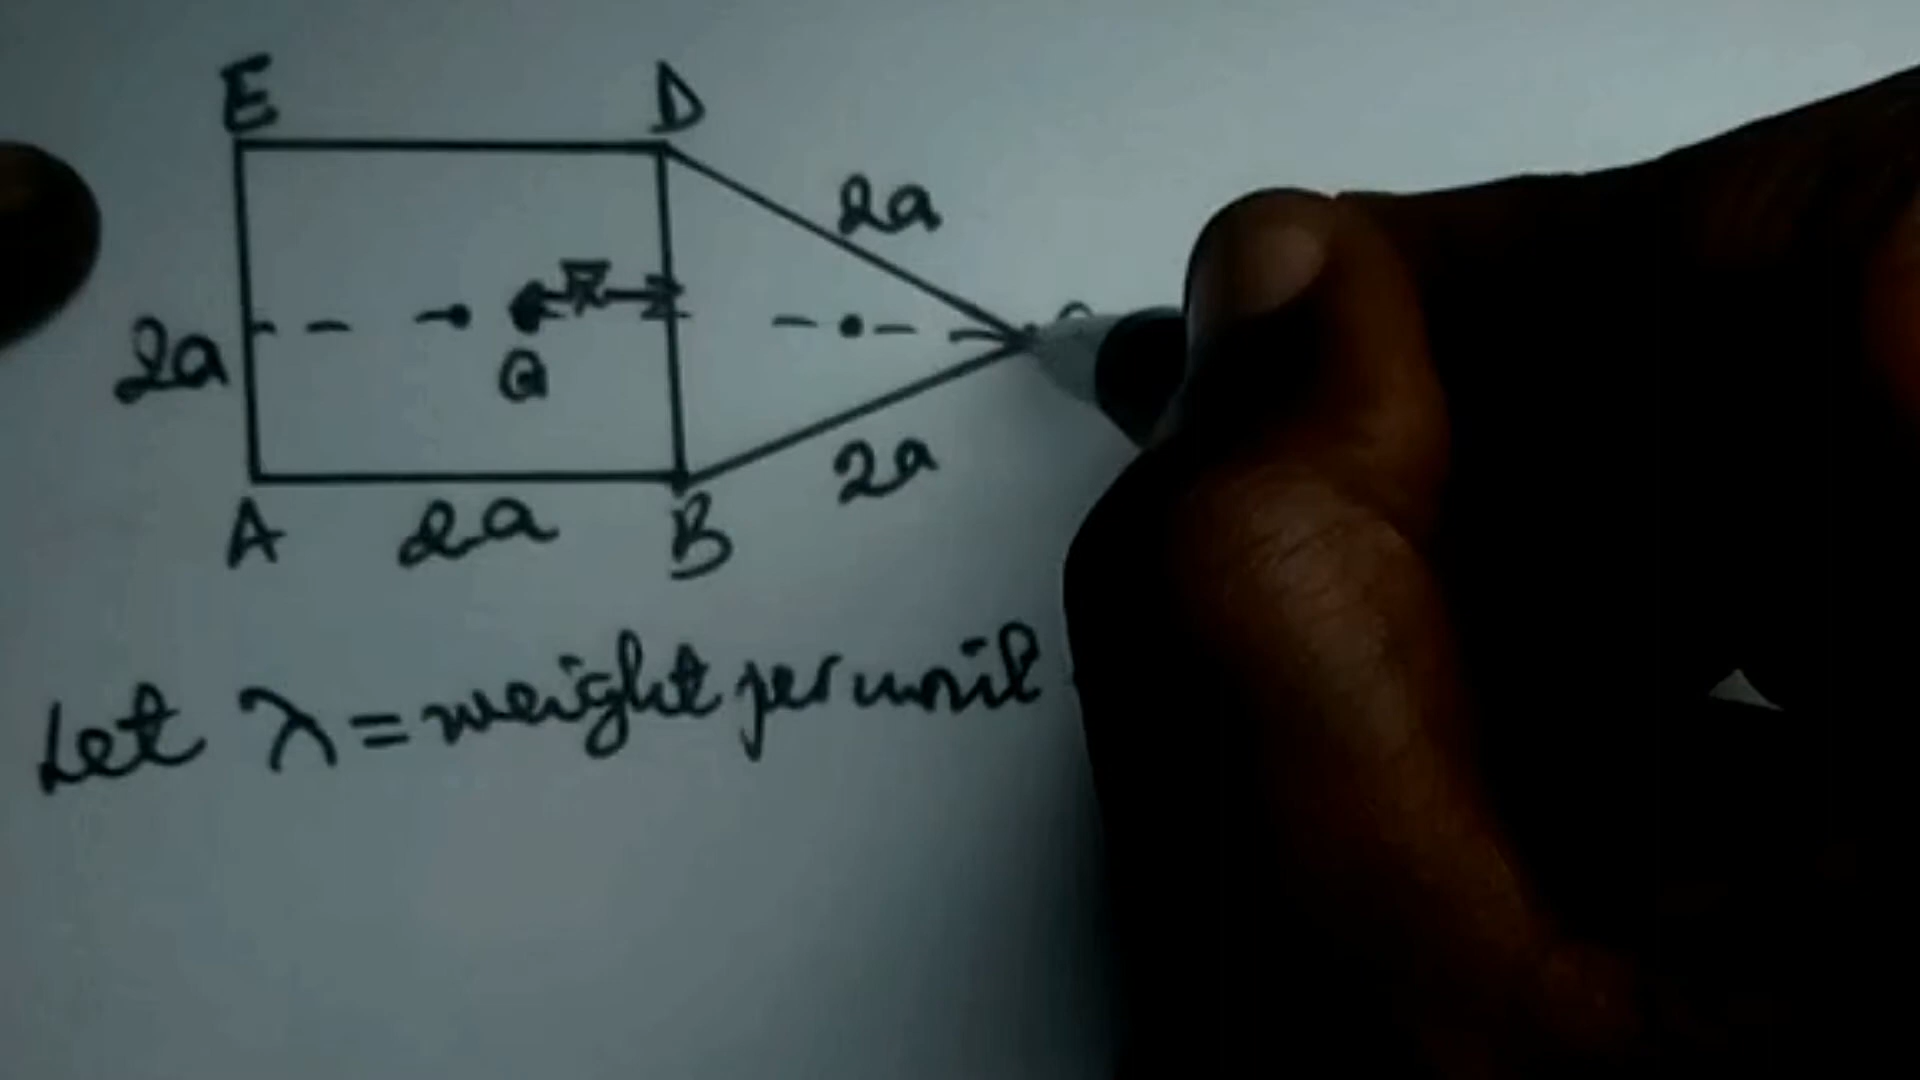 E D
2a
x̄
2a G
2a
A 2a B
Let λ = weight per unit